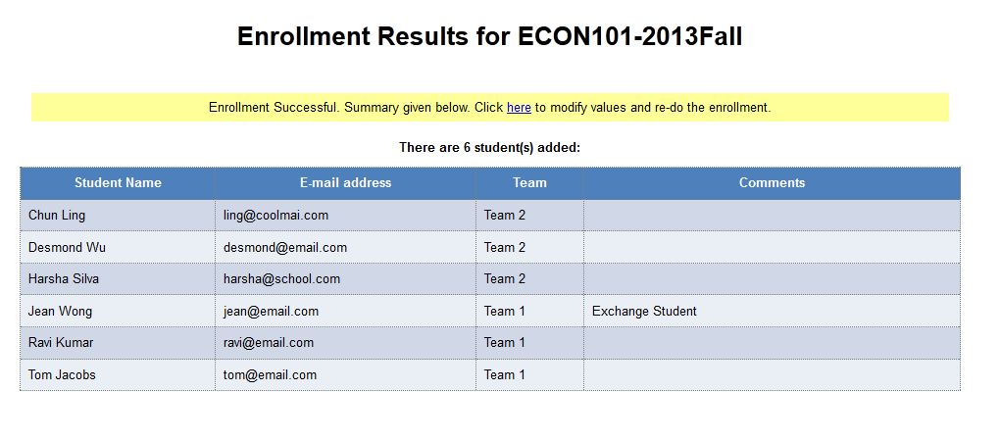 Enrollment Results for ECON101-2013Fall
Enrollment Successful. Summary given below. Click here to modify values and re-do the enrollment.
There are 6 student(s) added:
Student Name E-mail address Team Comments
Chun Ling ling@coolmai.com Team 2
Desmond Wu desmond@email.com Team 2
Harsha Silva harsha@school.com Team 2
Jean Wong jean@email.com Team 1 Exchange Student
Ravi Kumar ravi@email.com Team 1
Tom Jacobs tom@email.com Team 1